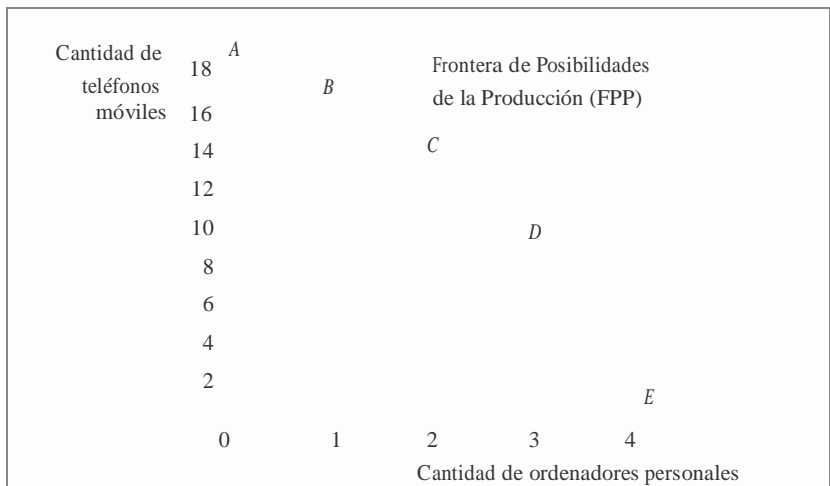 Cantidad de
teléfonos
móviles
A
18
B
16
C
14
12
10
D
8
6
4
2
E
0 1 2 3 4
Cantidad de ordenadores personales
Frontera de Posibilidades
de la Producción (FPP)